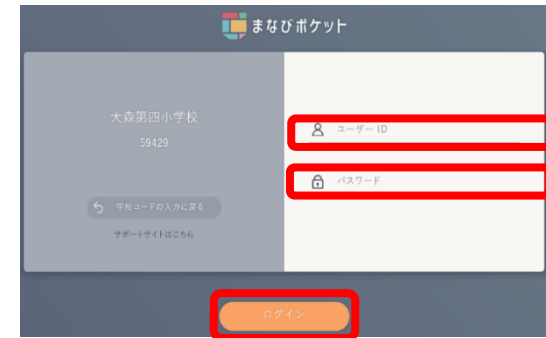 まなびポケット
大森第四小学校
59429
学校コードの入力に戻る
サポートサイトはこちら
ユーザー ID
パスワード
ログイン